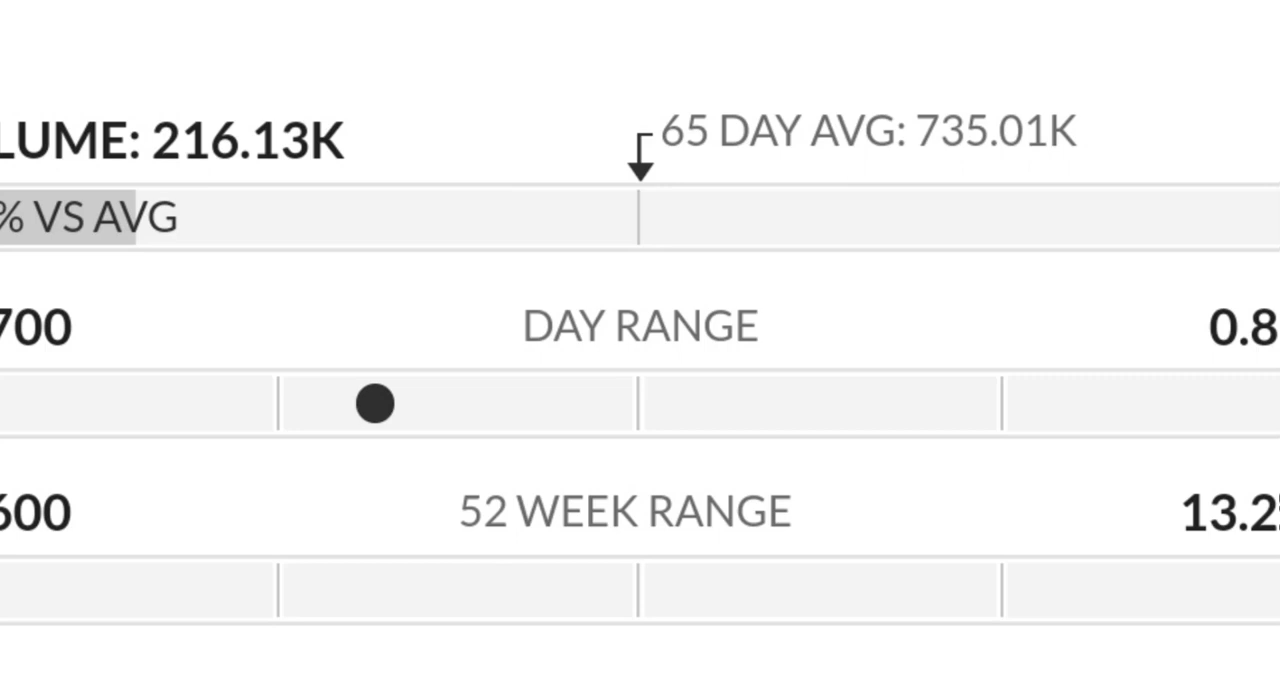 LUME: 216.13K
65 DAY AVG: 735.01K
% VS AVG
700 DAY RANGE 0.8
600 52 WEEK RANGE 13.2